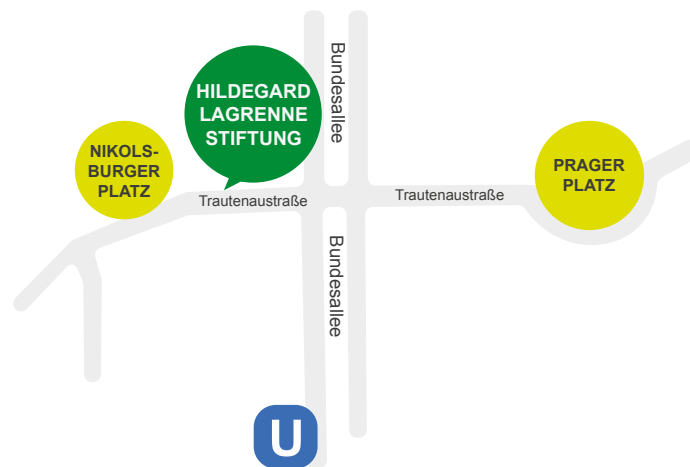 Bundesallee
HILDEGARD
LAGRENNE
STIFTUNG
NIKOLS-
BURGER
PLATZ
PRAGER
PLATZ
Trautenaustraße
Trautenaustraße
Bundesallee
U